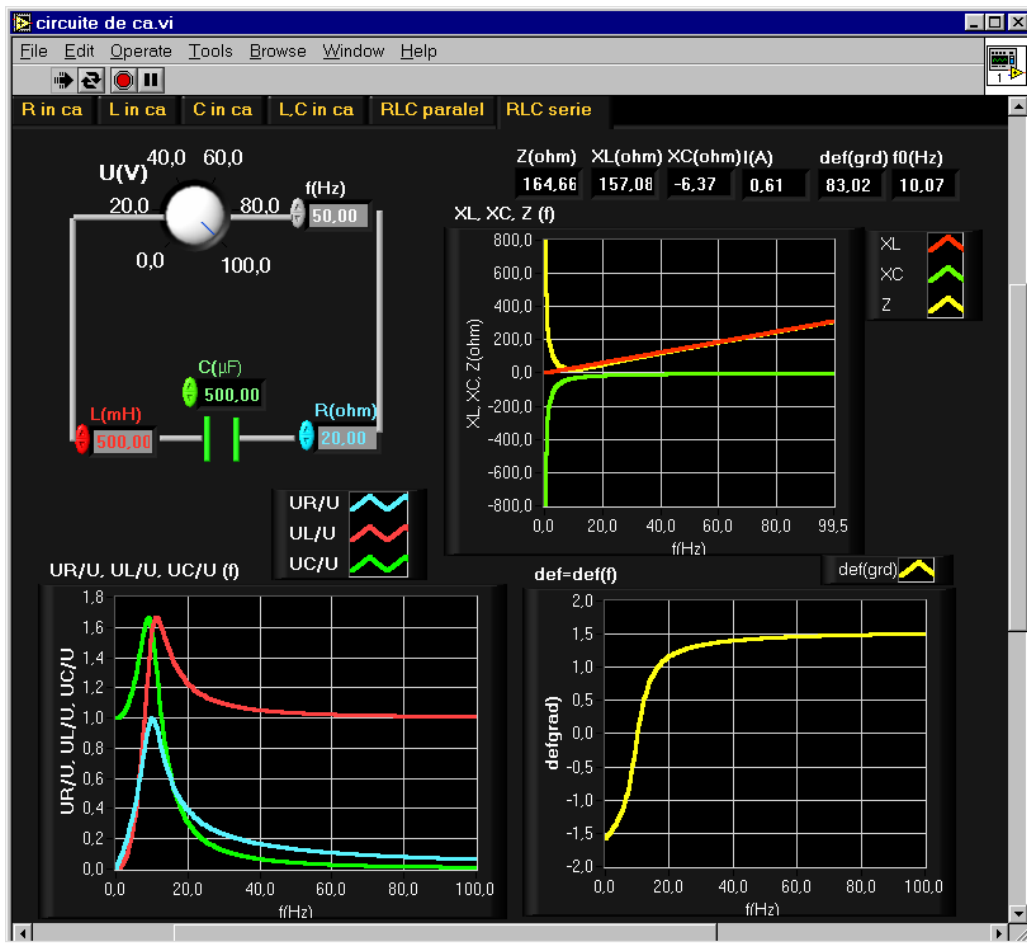 circuite de ca.vi
File Edit Operate Tools Browse Window Help
1
R in ca L in ca C in ca L,C in ca RLC paralel RLC serie
Z(ohm) XL(ohm) XC(ohm) I(A) def(grd) f0(Hz)
164,66 157,08 -6,37 0,61 83,02 10,07
U(V)
0,0 20,0 40,0 60,0 80,0 100,0
f(Hz)
50,00
C(µF)
500,00
L(mH)
500,00
R(ohm)
20,00
XL, XC, Z (f)
XL
XC
Z
XL, XC, Z(ohm)
800,0
600,0
400,0
200,0
0,0
-200,0
-400,0
-600,0
-800,0
0,0 20,0 40,0 60,0 80,0 99,5
f(Hz)
UR/U
UL/U
UC/U
UR/U, UL/U, UC/U (f)
UR/U, UL/U, UC/U
1,8
1,6
1,4
1,2
1,0
0,8
0,6
0,4
0,2
0,0
0,0 20,0 40,0 60,0 80,0 100,0
f(Hz)
def=def(f)
def(grd)
defgrad)
2,0
1,5
1,0
0,5
0,0
-0,5
-1,0
-1,5
-2,0
0,0 20,0 40,0 60,0 80,0 100,0
f(Hz)